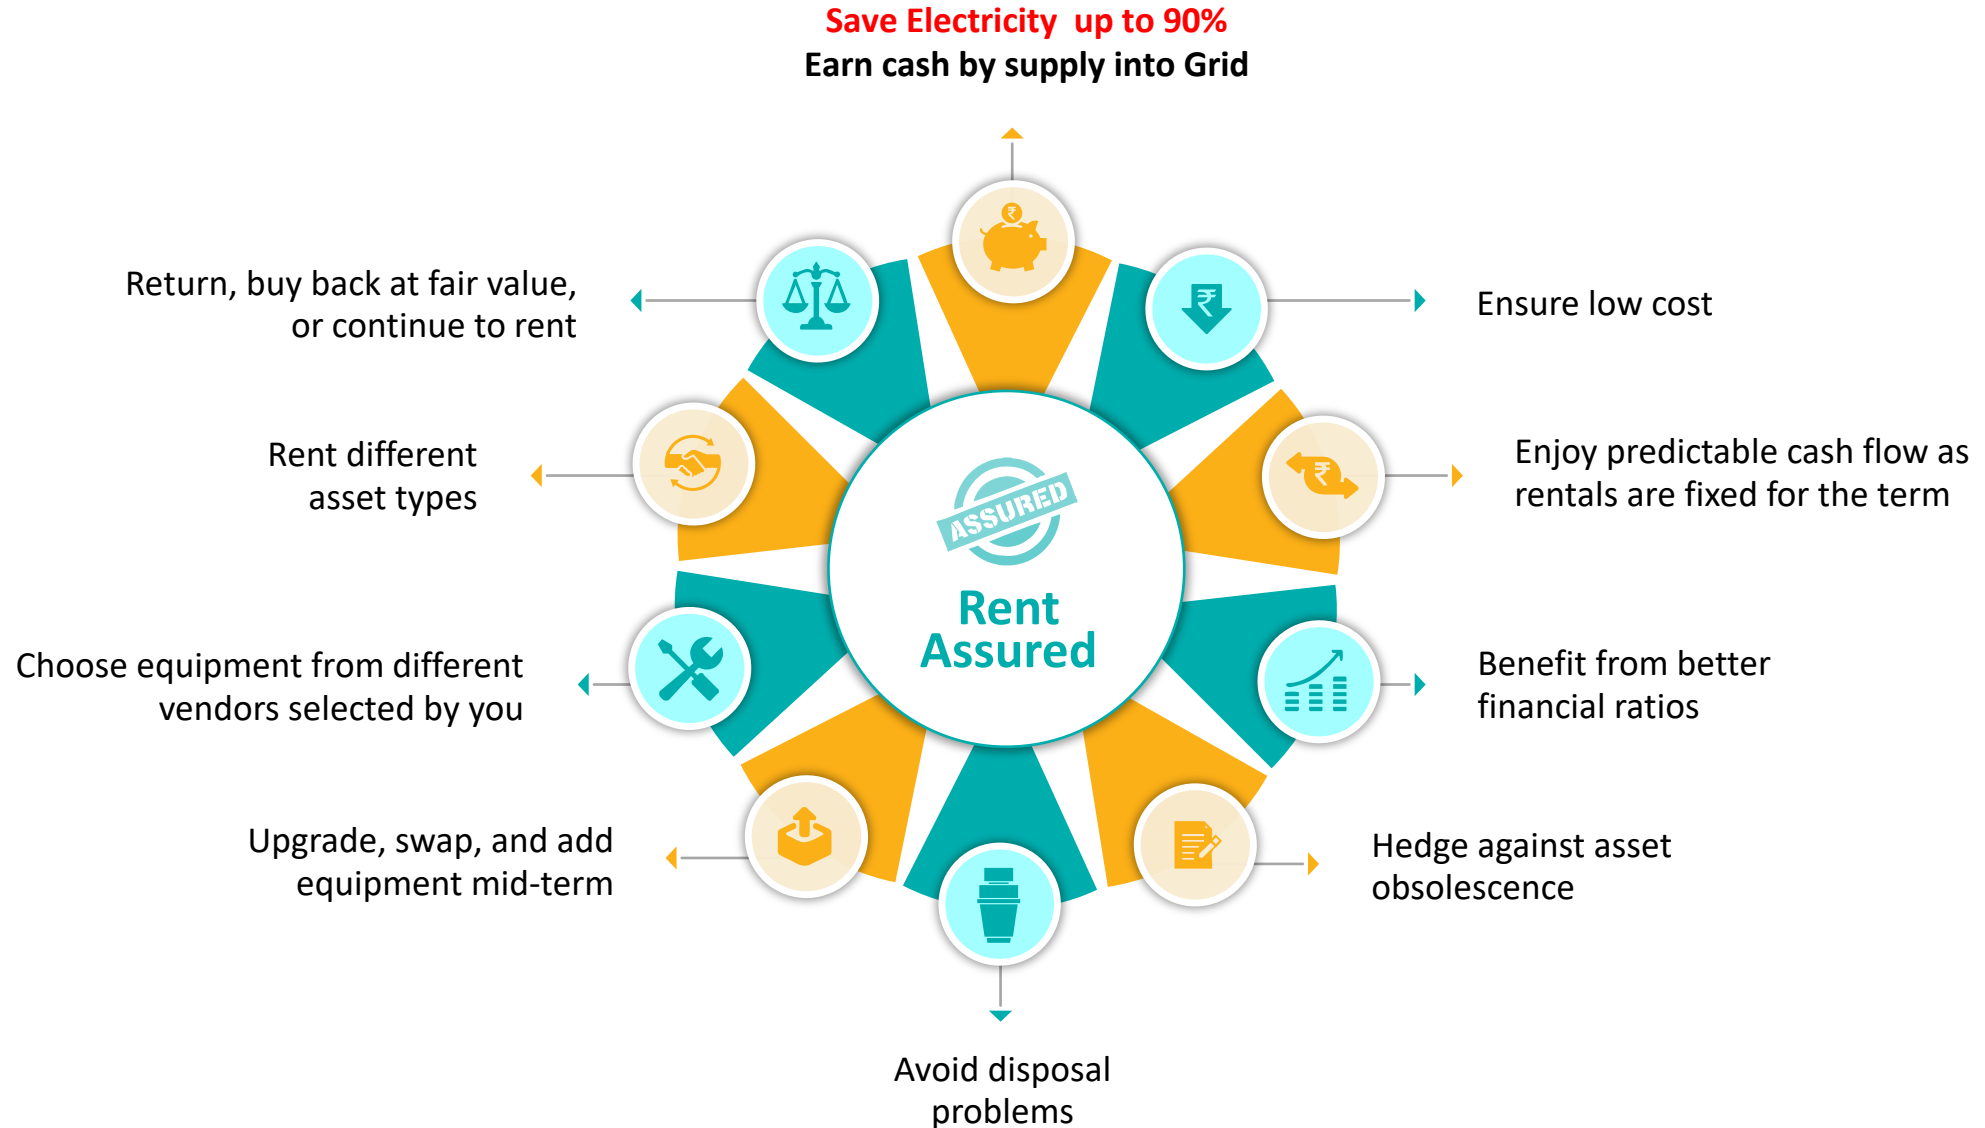 Save Electricity  up to 90%
Earn cash by supply into Grid
₹
Return, buy back at fair value,
or continue to rent
₹
Ensure low cost
Rent different
asset types
₹
Enjoy predictable cash flow as
rentals are fixed for the term
ASSURED
Rent
Assured
Choose equipment from different
vendors selected by you
Benefit from better
financial ratios
Upgrade, swap, and add
equipment mid-term
Hedge against asset
obsolescence
Avoid disposal
problems